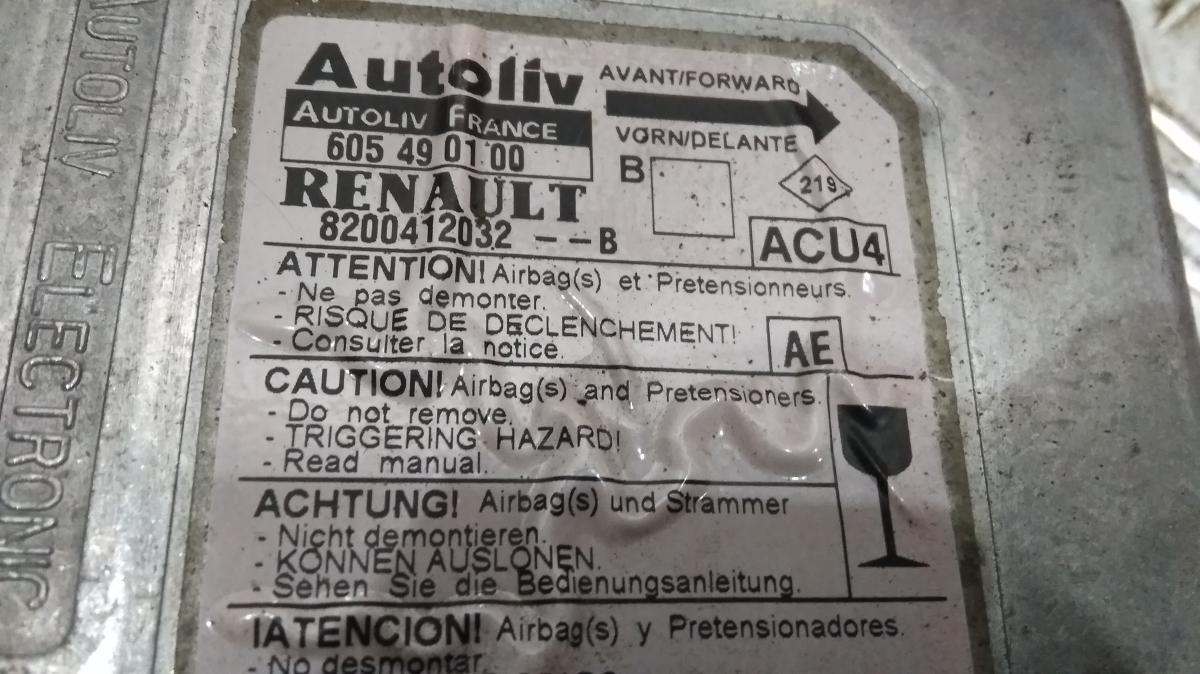 AUTOLIV ELECTRONIC
Autoliv
AVANT/FORWARD
AUTOLIV FRANCE
VORN/DELANTE
605 49 01 00
B
219
RENAULT
8200412032 --B
ACU4
ATTENTION! Airbag(s) et Pretensionneurs.
- Ne pas demonter.
- RISQUE DE DECLENCHEMENT!
- Consulter la notice.
AE
CAUTION! Airbag(s) and Pretensioners.
- Do not remove.
- TRIGGERING HAZARD!
- Read manual.
ACHTUNG! Airbag(s) und Strammer
- Nicht demontieren.
- KONNEN AUSLONEN.
- Sehen Sie die Bedienungsanleitung.
IATENCION! Airbag(s) y Pretensionadores.
- No desmontar.